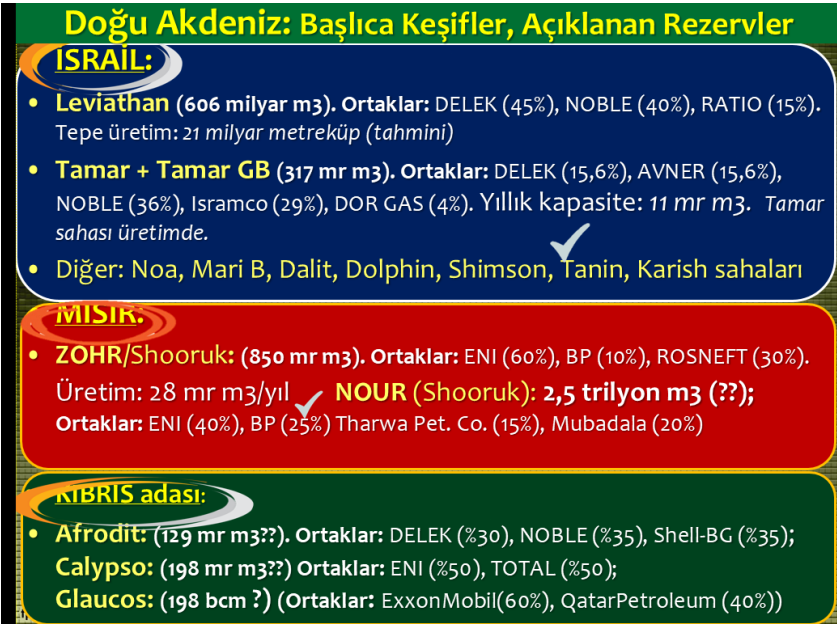 Doğu Akdeniz: Başlıca Keşifler, Açıklanan Rezervler
İSRAİL:
• Leviathan (606 milyar m3). Ortaklar: DELEK (45%), NOBLE (40%), RATIO (15%).
Tepe üretim: 21 milyar metreküp (tahmini)
• Tamar + Tamar GB (317 mr m3). Ortaklar: DELEK (15,6%), AVNER (15,6%),
NOBLE (36%), Isramco (29%), DOR GAS (4%). Yıllık kapasite: 11 mr m3. Tamar
sahası üretimde.
• Diğer: Noa, Mari B, Dalit, Dolphin, Shimson, Tanin, Karish sahaları
MISIR:
• ZOHR/Shooruk: (850 mr m3). Ortaklar: ENI (60%), BP (10%), ROSNEFT (30%).
Üretim: 28 mr m3/yıl NOUR (Shooruk): 2,5 trilyon m3 (??);
Ortaklar: ENI (40%), BP (25%) Tharwa Pet. Co. (15%), Mubadala (20%)
KIBRIS adası:
• Afrodit: (129 mr m3??). Ortaklar: DELEK (%30), NOBLE (%35), Shell-BG (%35);
Calypso: (198 mr m3??) Ortaklar: ENI (%50), TOTAL (%50);
Glaucos: (198 bcm ?) (Ortaklar: ExxonMobil(60%), QatarPetroleum (40%))